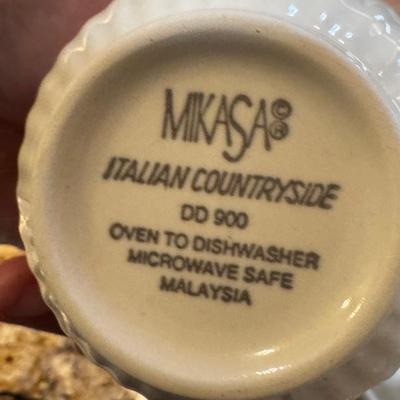 MIKASA ©®
ITALIAN COUNTRYSIDE
DD 900
OVEN TO DISHWASHER
MICROWAVE SAFE
MALAYSIA